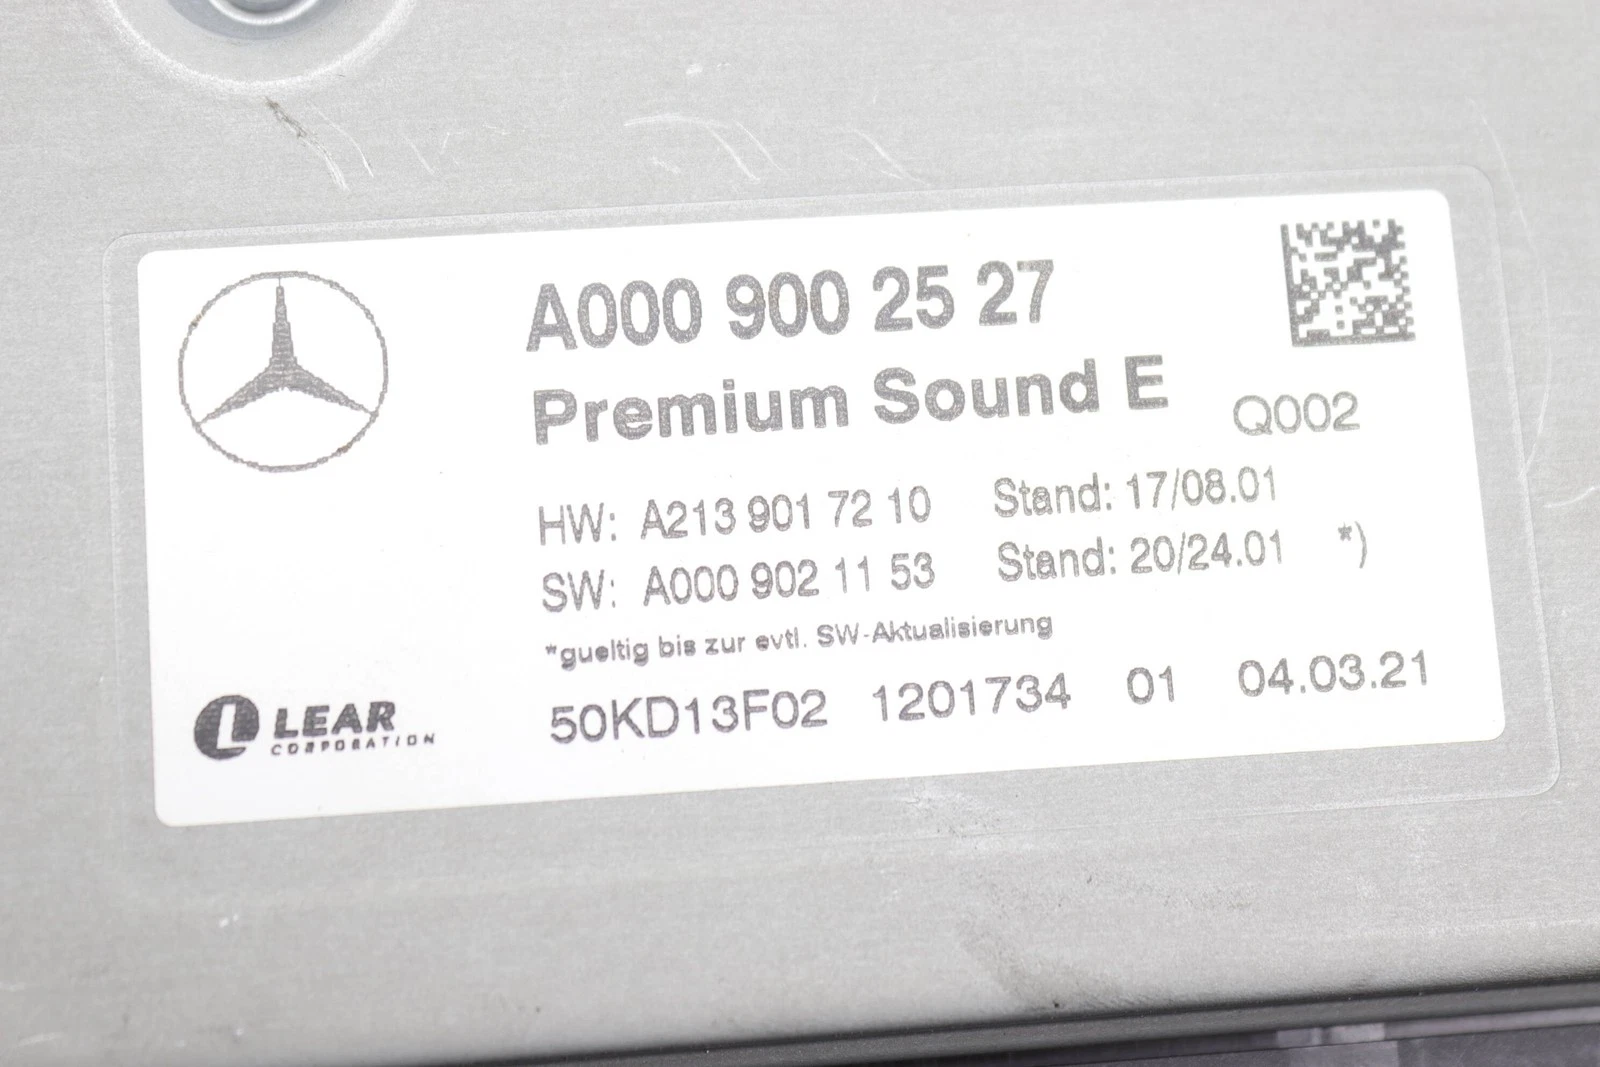 A000 900 25 27
Premium Sound E
Q002
HW: A213 901 72 10 Stand: 17/08.01
SW: A000 902 11 53 Stand: 20/24.01 *)
*gueltig bis zur evtl. SW-Aktualisierung
LEAR
CORPORATION
50KD13F02 1201734 01 04.03.21